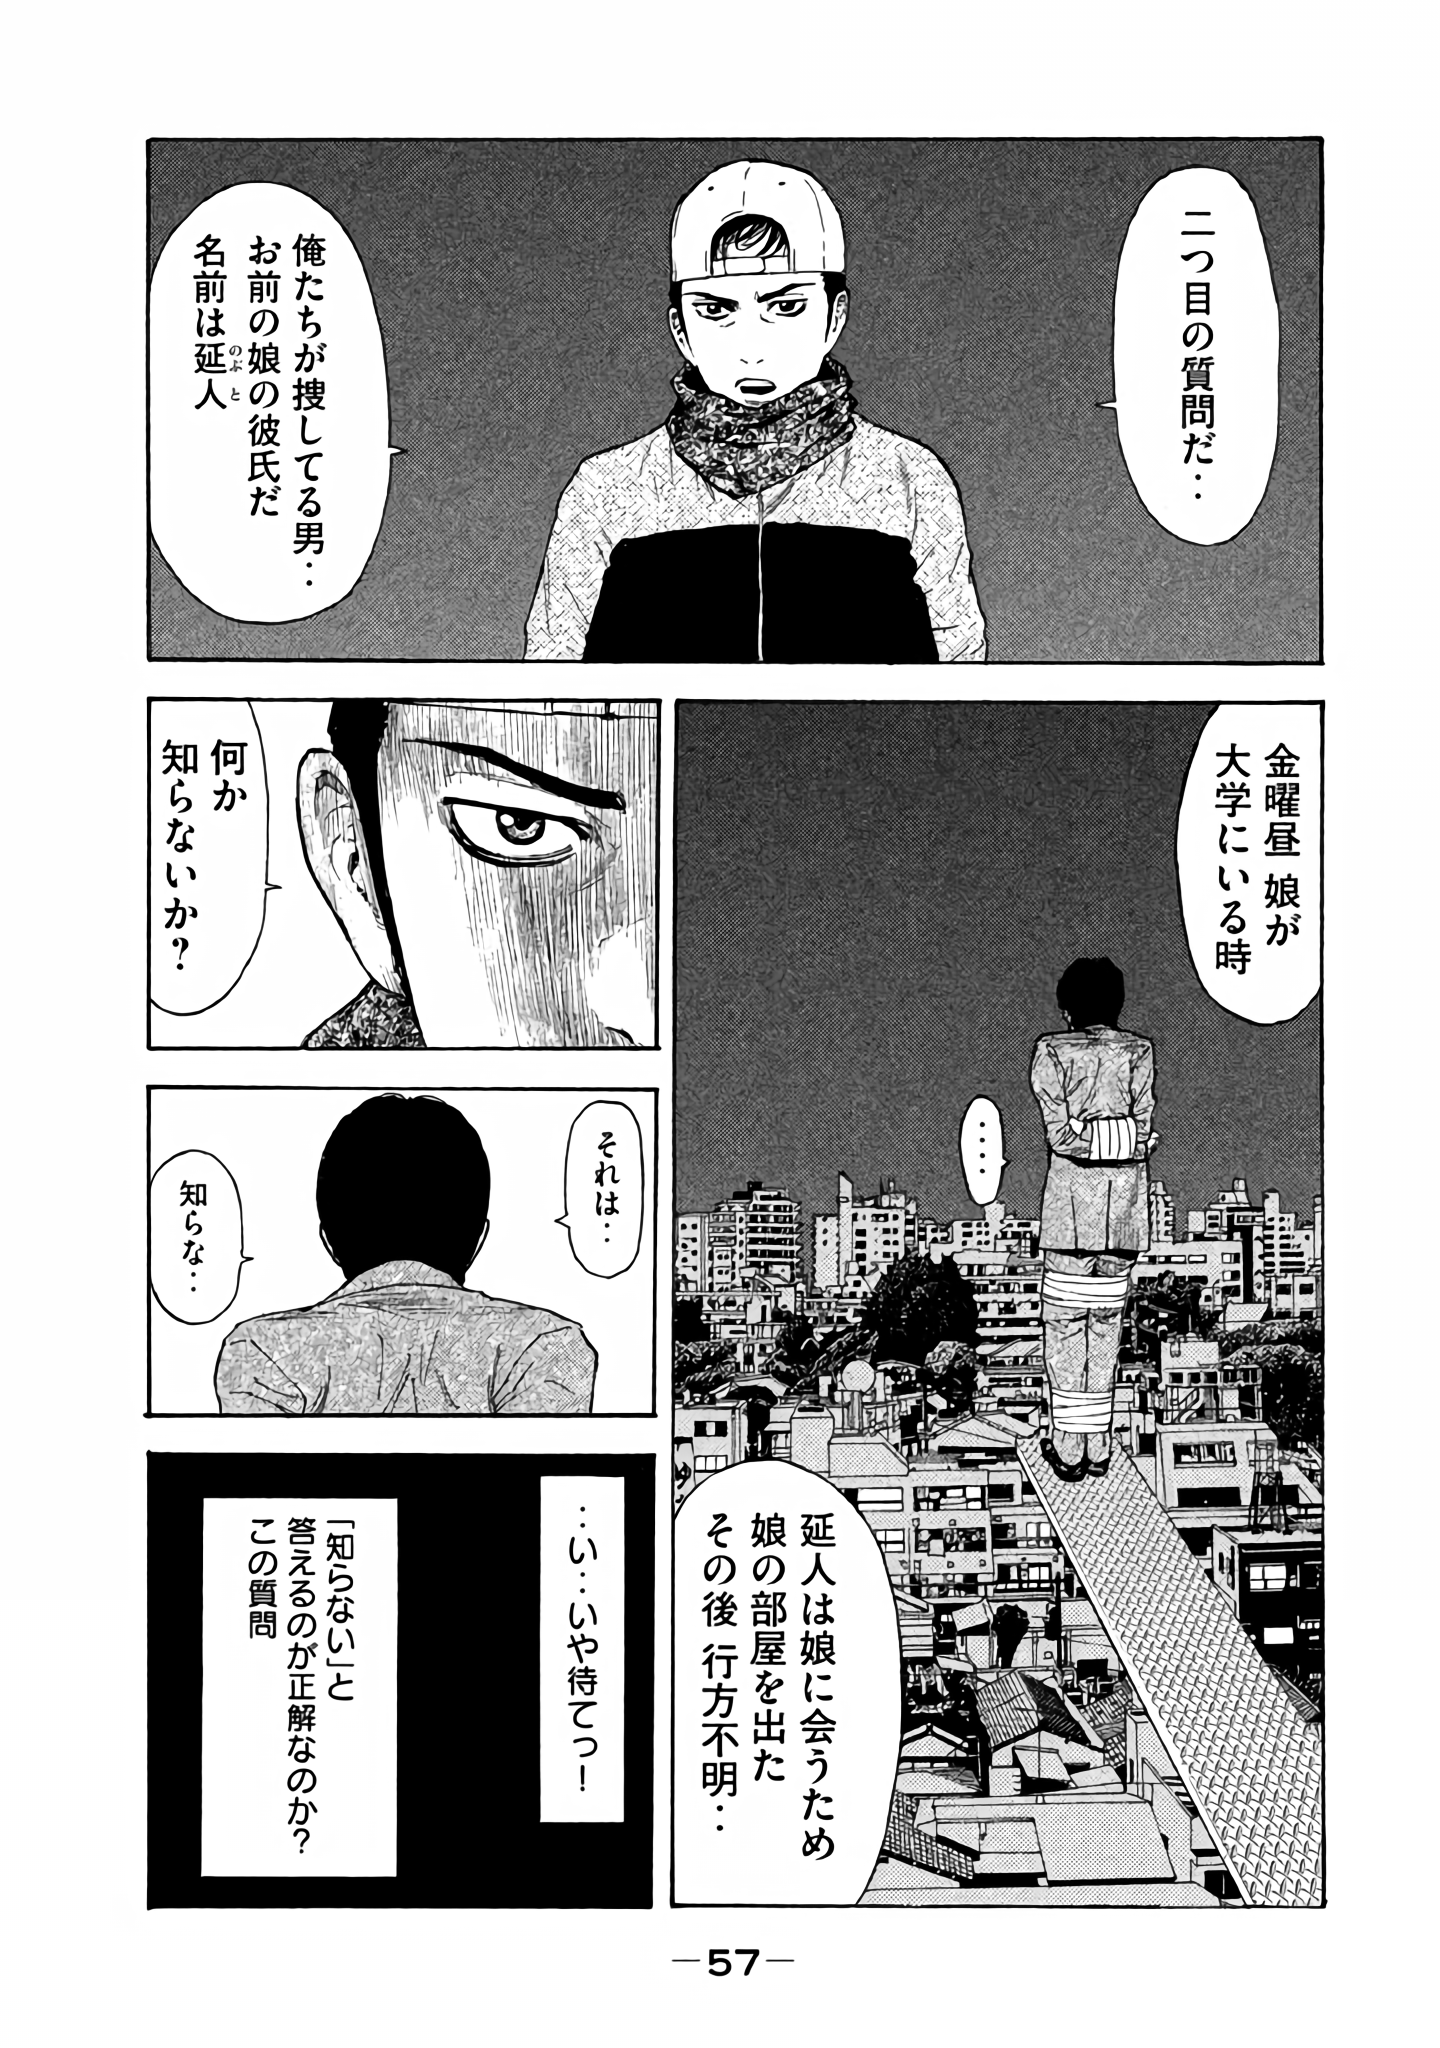 二つ目の質問だ‥
俺たちが捜してる男‥
お前の娘の彼氏だ
名前は延人
のぶと
金曜昼 娘が
大学にいる時
‥‥
延人は娘に会うため
娘の部屋を出た
その後 行方不明‥
何か
知らないか?
それは‥
知らな‥
‥い‥いや待てっ!
「知らない」と
答えるのが正解なのか?
この質問
—57—